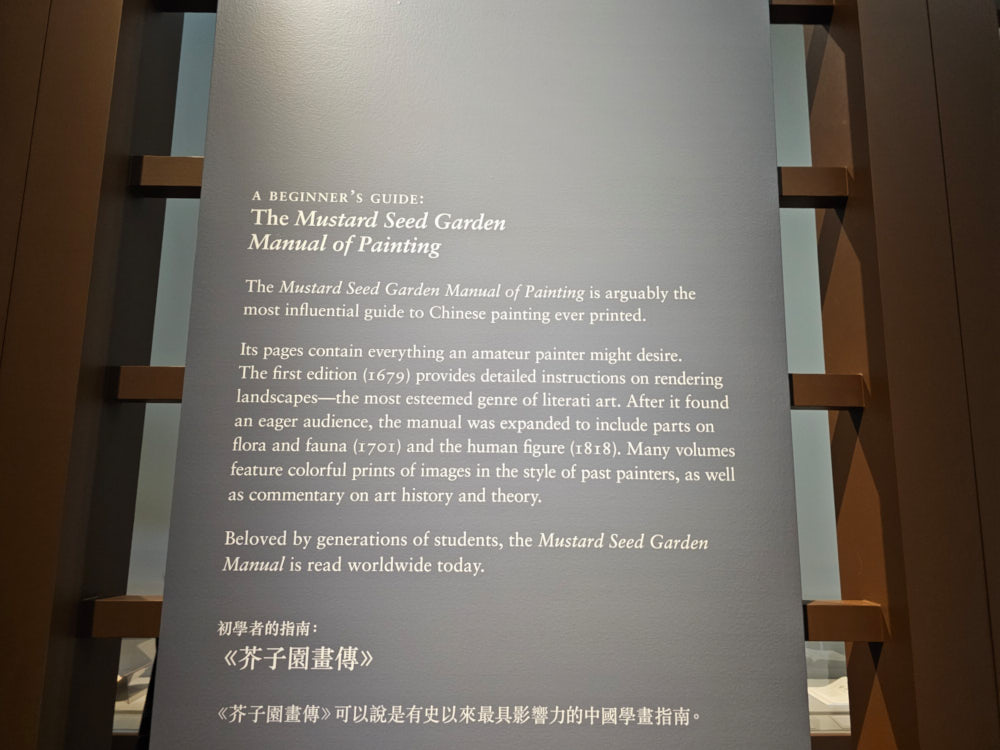 A BEGINNER'S GUIDE:
The Mustard Seed Garden
Manual of Painting
The Mustard Seed Garden Manual of Painting is arguably the
most influential guide to Chinese painting ever printed.
Its pages contain everything an amateur painter might desire.
The first edition (1679) provides detailed instructions on rendering
landscapes—the most esteemed genre of literati art. After it found
an eager audience, the manual was expanded to include parts on
flora and fauna (1701) and the human figure (1818). Many volumes
feature colorful prints of images in the style of past painters, as well
as commentary on art history and theory.
Beloved by generations of students, the Mustard Seed Garden
Manual is read worldwide today.
初學者的指南：
《芥子園畫傳》
《芥子園畫傳》可以說是有史以來最具影響力的中國學畫指南。